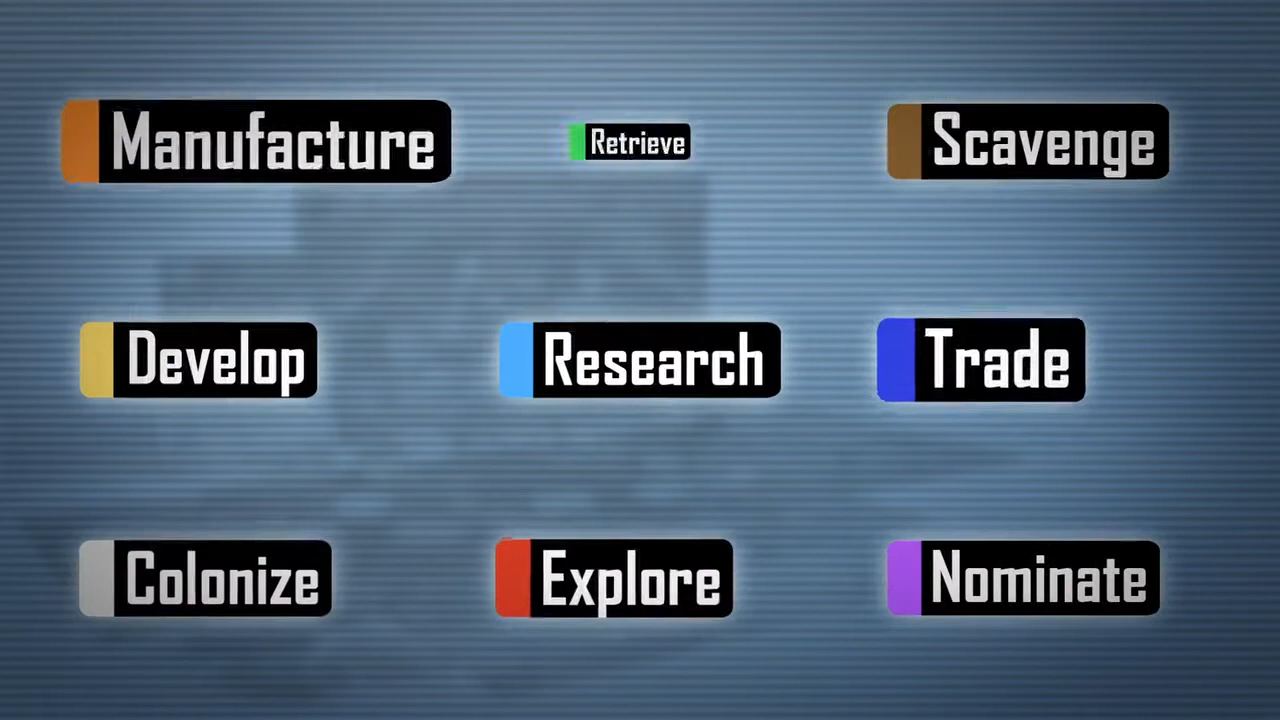 Manufacture
Retrieve
Scavenge
Develop
Research
Trade
Colonize
Explore
Nominate